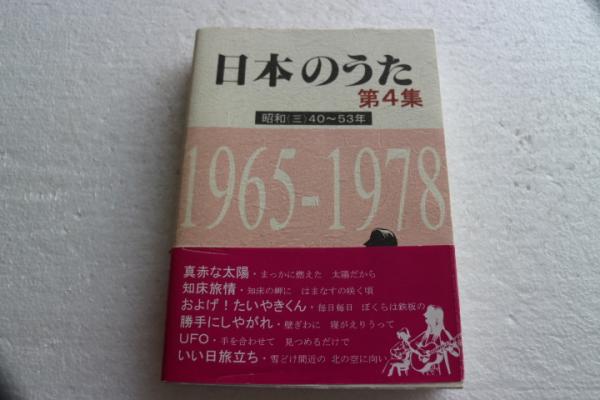 日本のうた
第4集
昭和(三)40〜53年
1965-1978
真赤な太陽・まっかに燃えた 太陽だから
知床旅情・知床の岬に はまなすの咲く頃
およげ!たいやきくん・毎日毎日 ぼくらは鉄板の
勝手にしやがれ・壁ぎわに 寝がえりうって
UFO・手を合わせて 見つめるだけで
いい日旅立ち・雪どけ間近の 北の空に向い